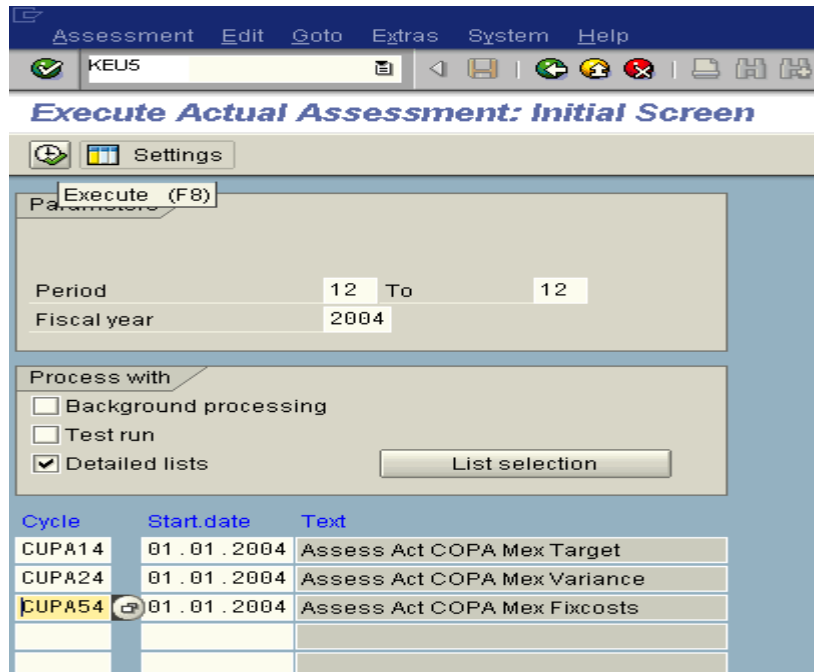 Assessment Edit Goto Extras System Help
KEU5
Execute Actual Assessment: Initial Screen
Settings
Execute (F8)
Parameters
Period 12 To 12
Fiscal year 2004
Process with
Background processing
Test run
Detailed lists List selection
Cycle Start.date Text
CUPA14 01.01.2004 Assess Act COPA Mex Target
CUPA24 01.01.2004 Assess Act COPA Mex Variance
CUPA54 01.01.2004 Assess Act COPA Mex Fixcosts